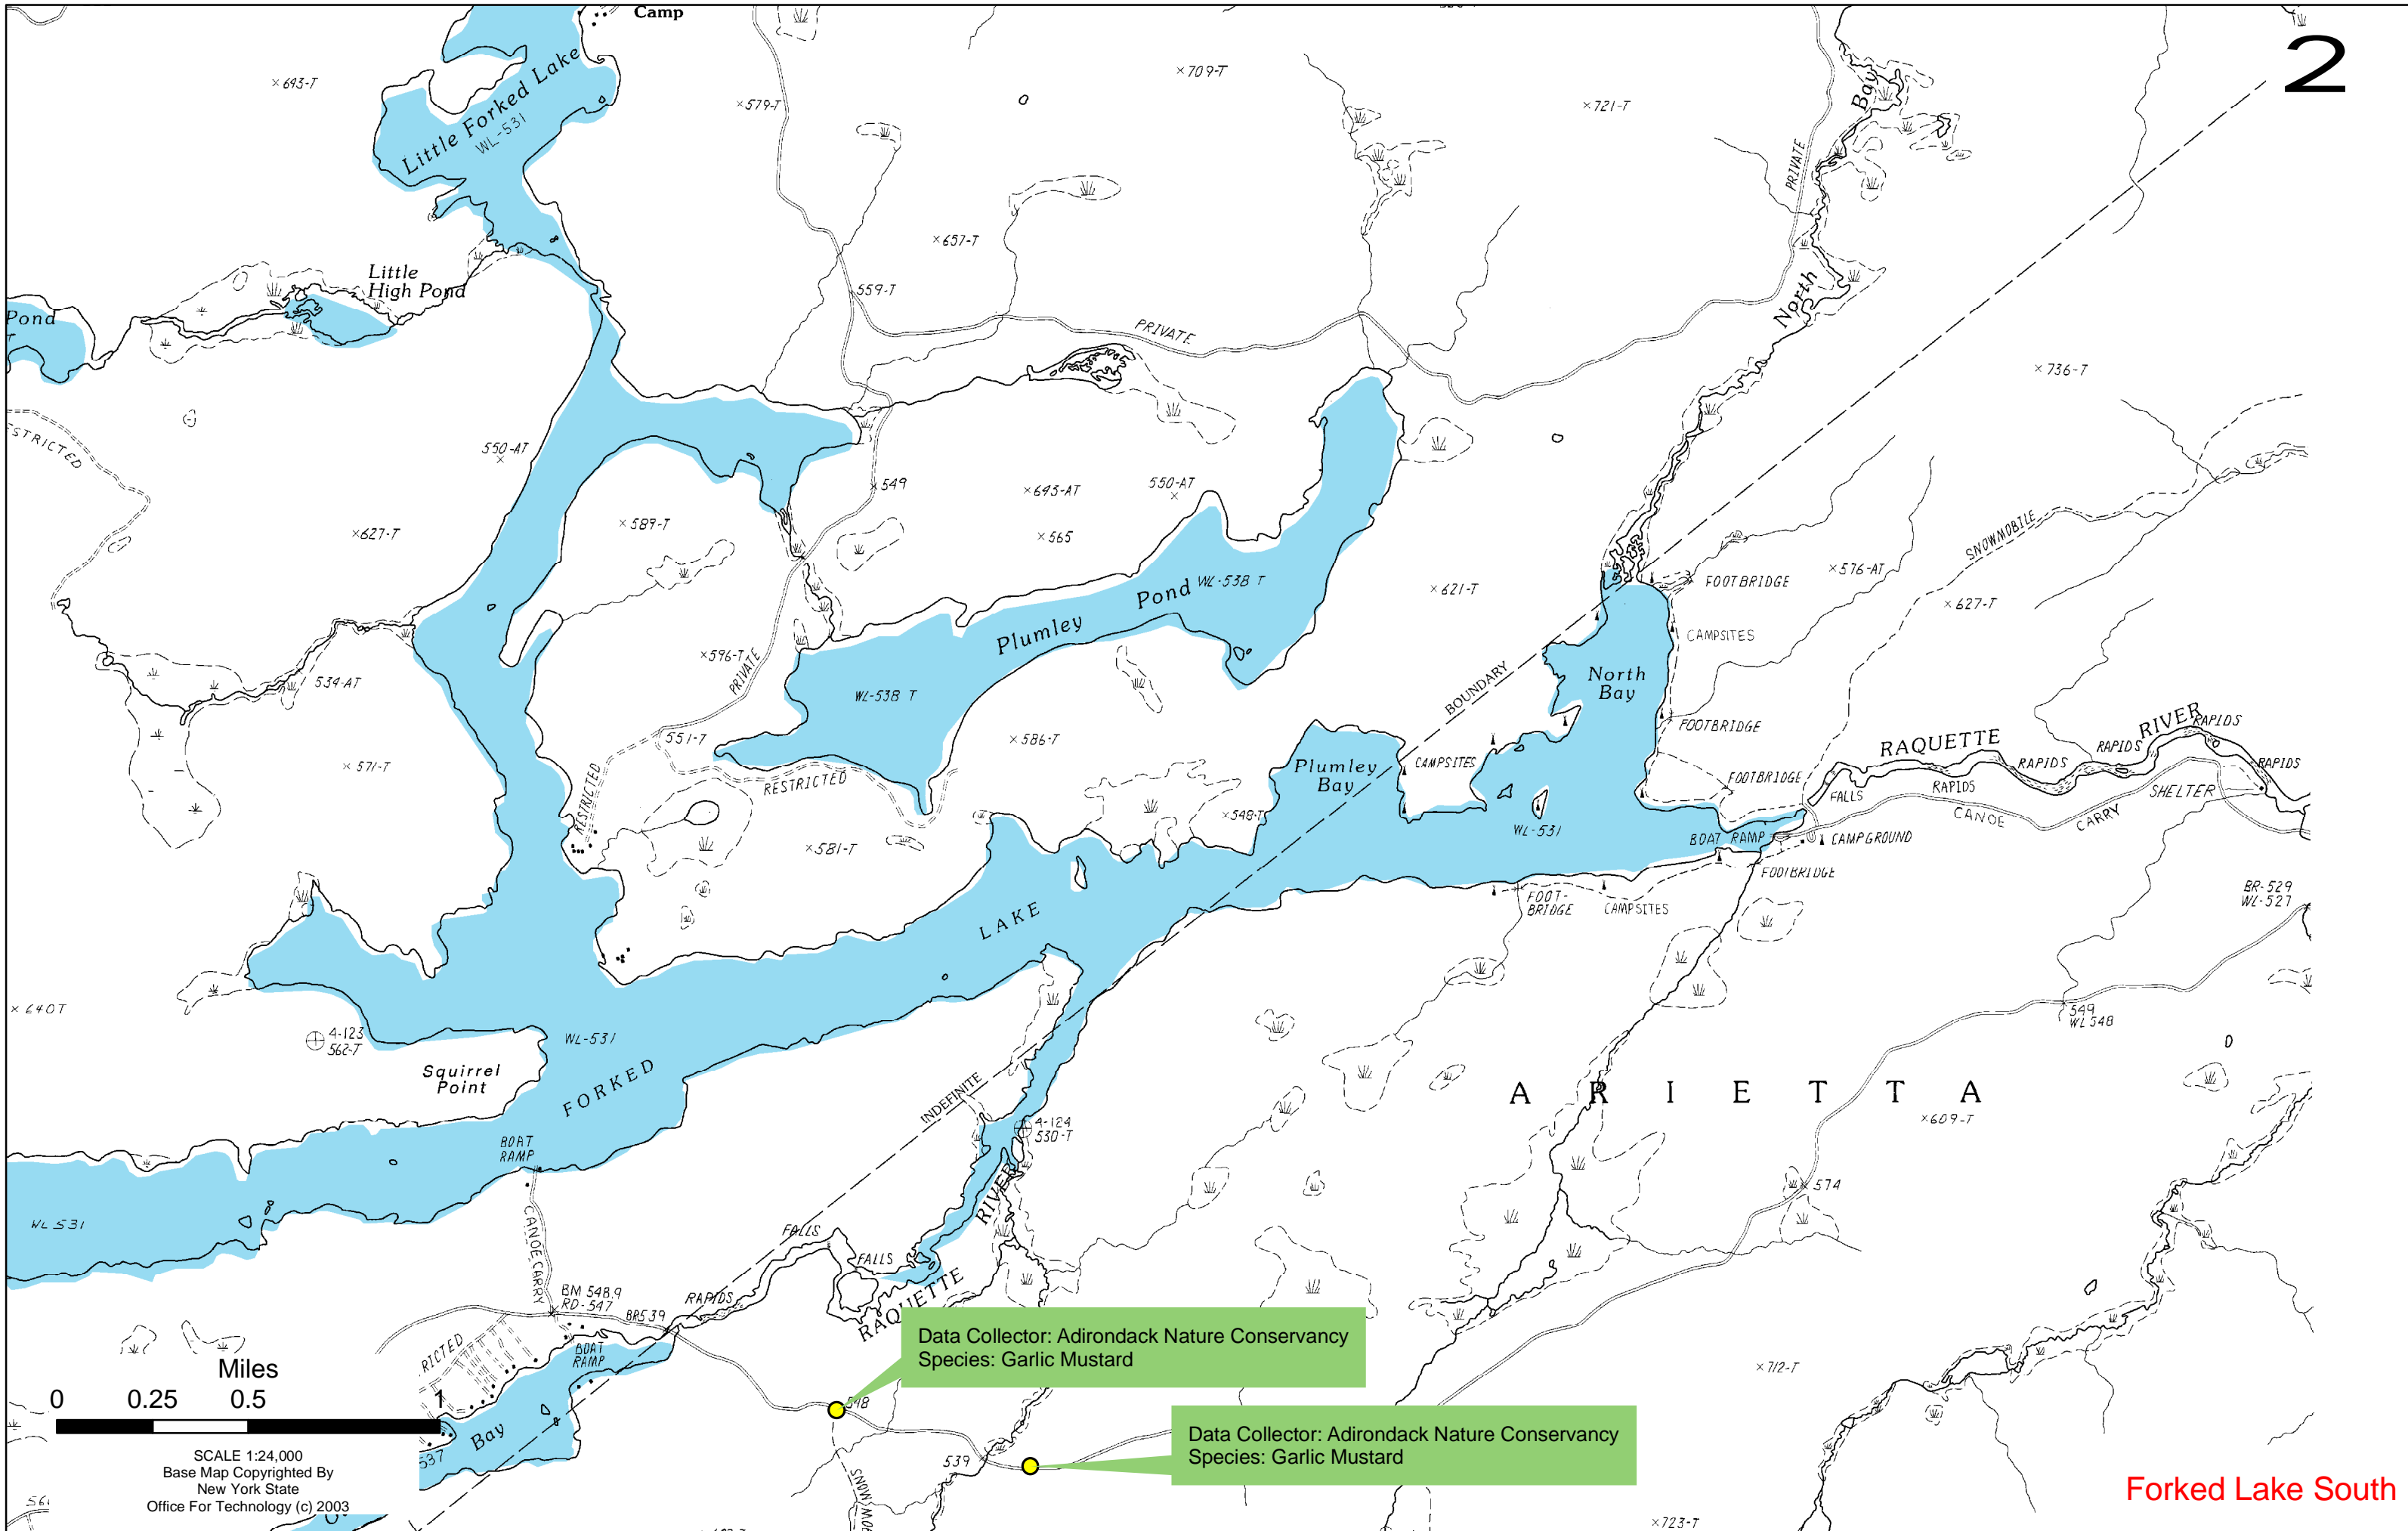 Camp
2
× 693-T
× 579-T
× 709-T
× 721-T
Little Forked Lake
WL-531
North Bay
PRIVATE
× 657-T
Little
High Pond
Pond
559-T
PRIVATE
× 736-T
ESTRICTED
550-AT
549
× 693-AT
550-AT
× 589-T
× 565
× 627-T
SNOWMOBILE
× 576-AT
Plumley Pond
WL-538 T
× 621-T
FOOTBRIDGE
× 627-T
CAMPSITES
× 596-T
PRIVATE
534-AT
WL-538 T
BOUNDARY
North
Bay
FOOTBRIDGE
RAQUETTE RIVER
RAPIDS
RAPIDS
RAPIDS
RAPIDS
551-T
× 586-T
× 571-T
RESTRICTED
RESTRICTED
Plumley
Bay
CAMPSITES
FOOTBRIDGE
FALLS
RAPIDS
SHELTER
CANOE CARRY
× 548-T
WL-531
BOAT RAMP
CAMPGROUND
× 581-T
FOOTBRIDGE
FOOT-
BRIDGE
CAMPSITES
BR-529
WL-527
LAKE
× 640T
4-123
562-T
WL-531
549
WL 548
Squirrel
Point
FORKED
INDEFINITE
ARIETTA
× 609-T
4-124
530-T
BOAT
RAMP
574
WL 531
CANOE CARRY
RIVER
FALLS
FALLS
RAQUETTE
BM 548.9
RD-547
BR539
RAPIDS
RICTED
BOAT
RAMP
Data Collector: Adirondack Nature Conservancy
Species: Garlic Mustard
× 712-T
Miles
0 0.25 0.5 1
548
Bay
537
Data Collector: Adirondack Nature Conservancy
Species: Garlic Mustard
539
SCALE 1:24,000
Base Map Copyrighted By
New York State
Office For Technology (c) 2003
SNOWMOB
Forked Lake South
× 723-T